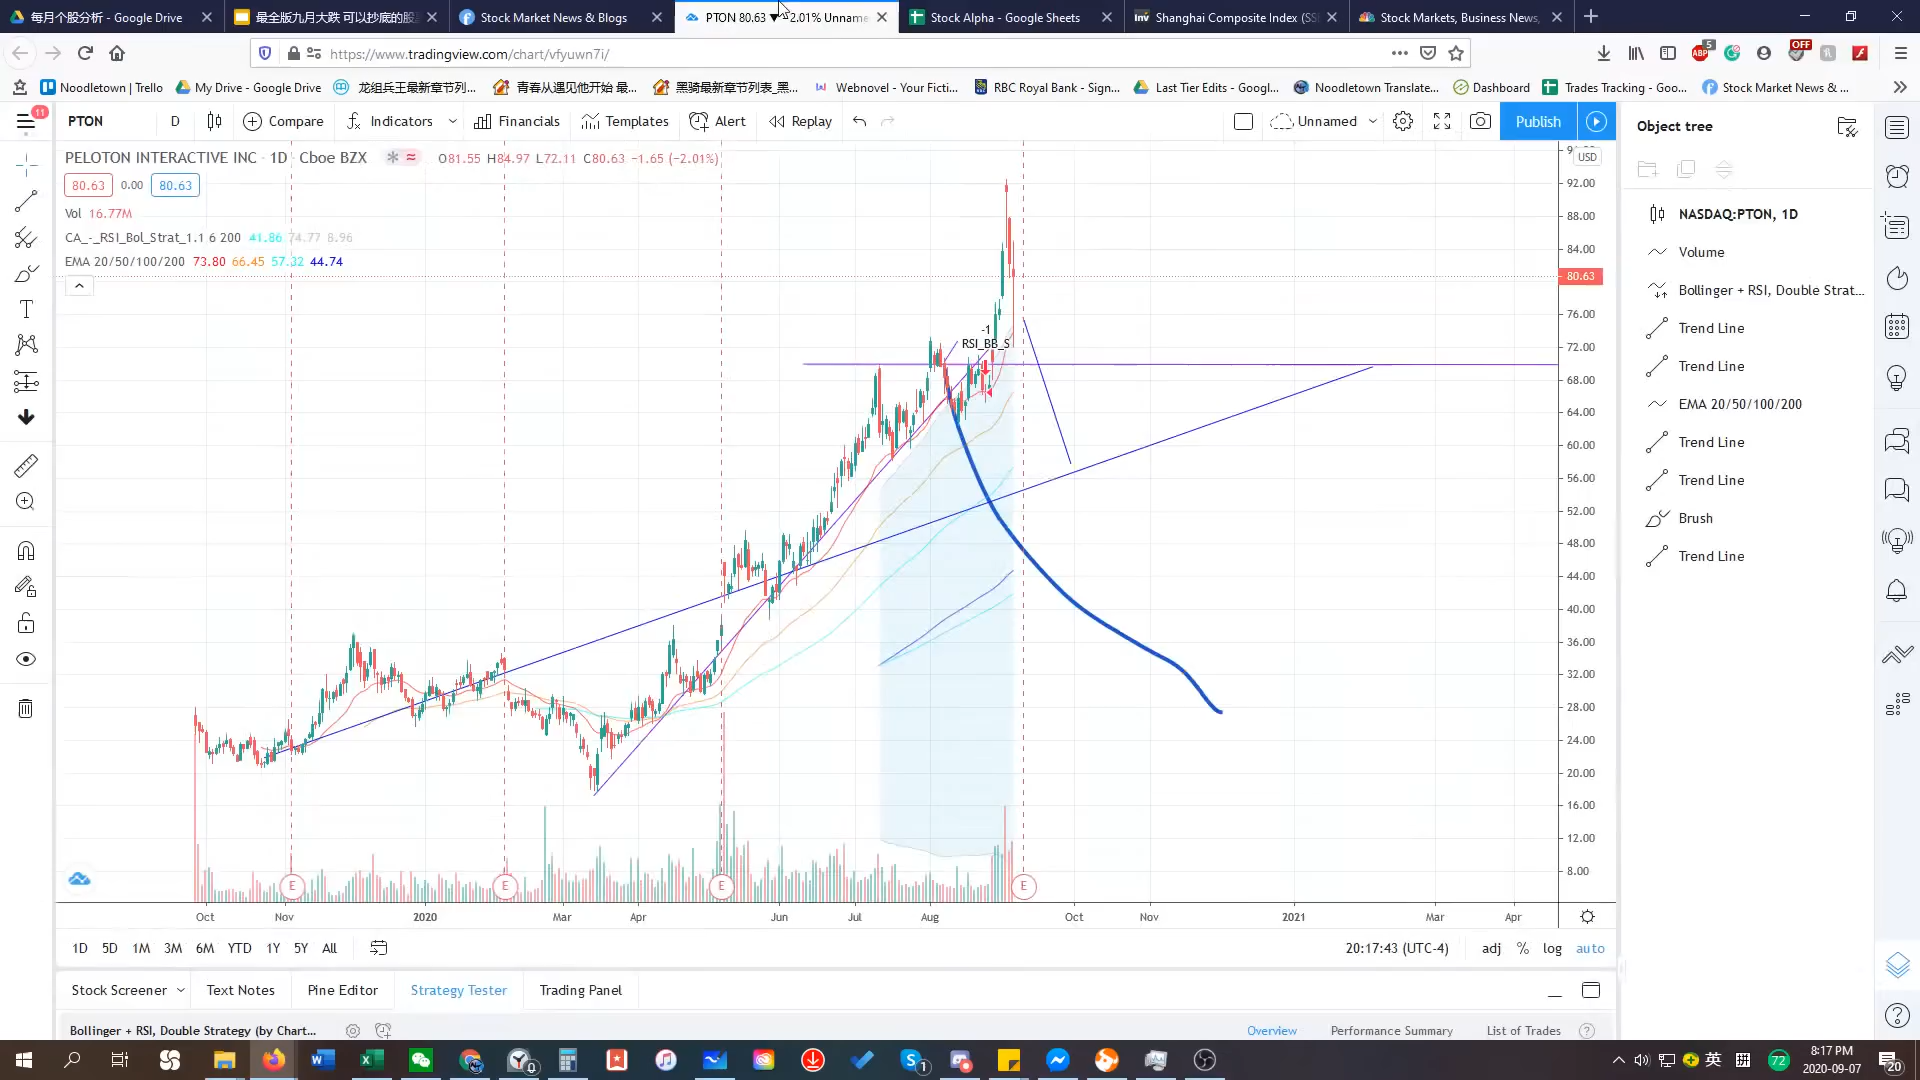 每月个股分析 - Google Drive
最全版九月大跌 可以抄底的股
Stock Market News & Blogs
PTON 80.63 ▼ −2.01% Unnam
Stock Alpha - Google Sheets
Shanghai Composite Index (SS
Stock Markets, Business News,
https://www.tradingview.com/chart/vfyuwn7i/
Noodletown | Trello
My Drive - Google Drive
龙组兵王最新章节列...
青春从遇见他开始 最...
黑骑最新章节列表_黑...
Webnovel - Your Ficti...
RBC Royal Bank - Sign...
Last Tier Edits - Googl...
Noodletown Translate...
Dashboard
Trades Tracking - Goo...
Stock Market News & ...
11
PTON
D
Compare
Indicators
Financials
Templates
Alert
Replay
Unnamed
Publish
Object tree
PELOTON INTERACTIVE INC · 1D · Cboe BZX
O81.55 H84.97 L72.11 C80.63 −1.65 (−2.01%)
80.63 0.00 80.63
Vol 16.77M
CA_-_RSI_Bol_Strat_1.1 6 200 41.86 74.77 8.96
EMA 20/50/100/200 73.80 66.45 57.32 44.74
-1
RSI_BB_S
USD
92.00
88.00
84.00
80.63
76.00
72.00
68.00
64.00
60.00
56.00
52.00
48.00
44.00
40.00
36.00
32.00
28.00
24.00
20.00
16.00
12.00
8.00
E E E E
Oct Nov 2020 Mar Apr Jun Jul Aug Oct Nov 2021 Mar Apr
NASDAQ:PTON, 1D
Volume
Bollinger + RSI, Double Strat...
Trend Line
Trend Line
EMA 20/50/100/200
Trend Line
Trend Line
Brush
Trend Line
1D 5D 1M 3M 6M YTD 1Y 5Y All
20:17:43 (UTC-4)
adj % log auto
Stock Screener
Text Notes
Pine Editor
Strategy Tester
Trading Panel
Bollinger + RSI, Double Strategy (by Chart...
Overview
Performance Summary
List of Trades
英
拼
72
8:17 PM
2020-09-07
20